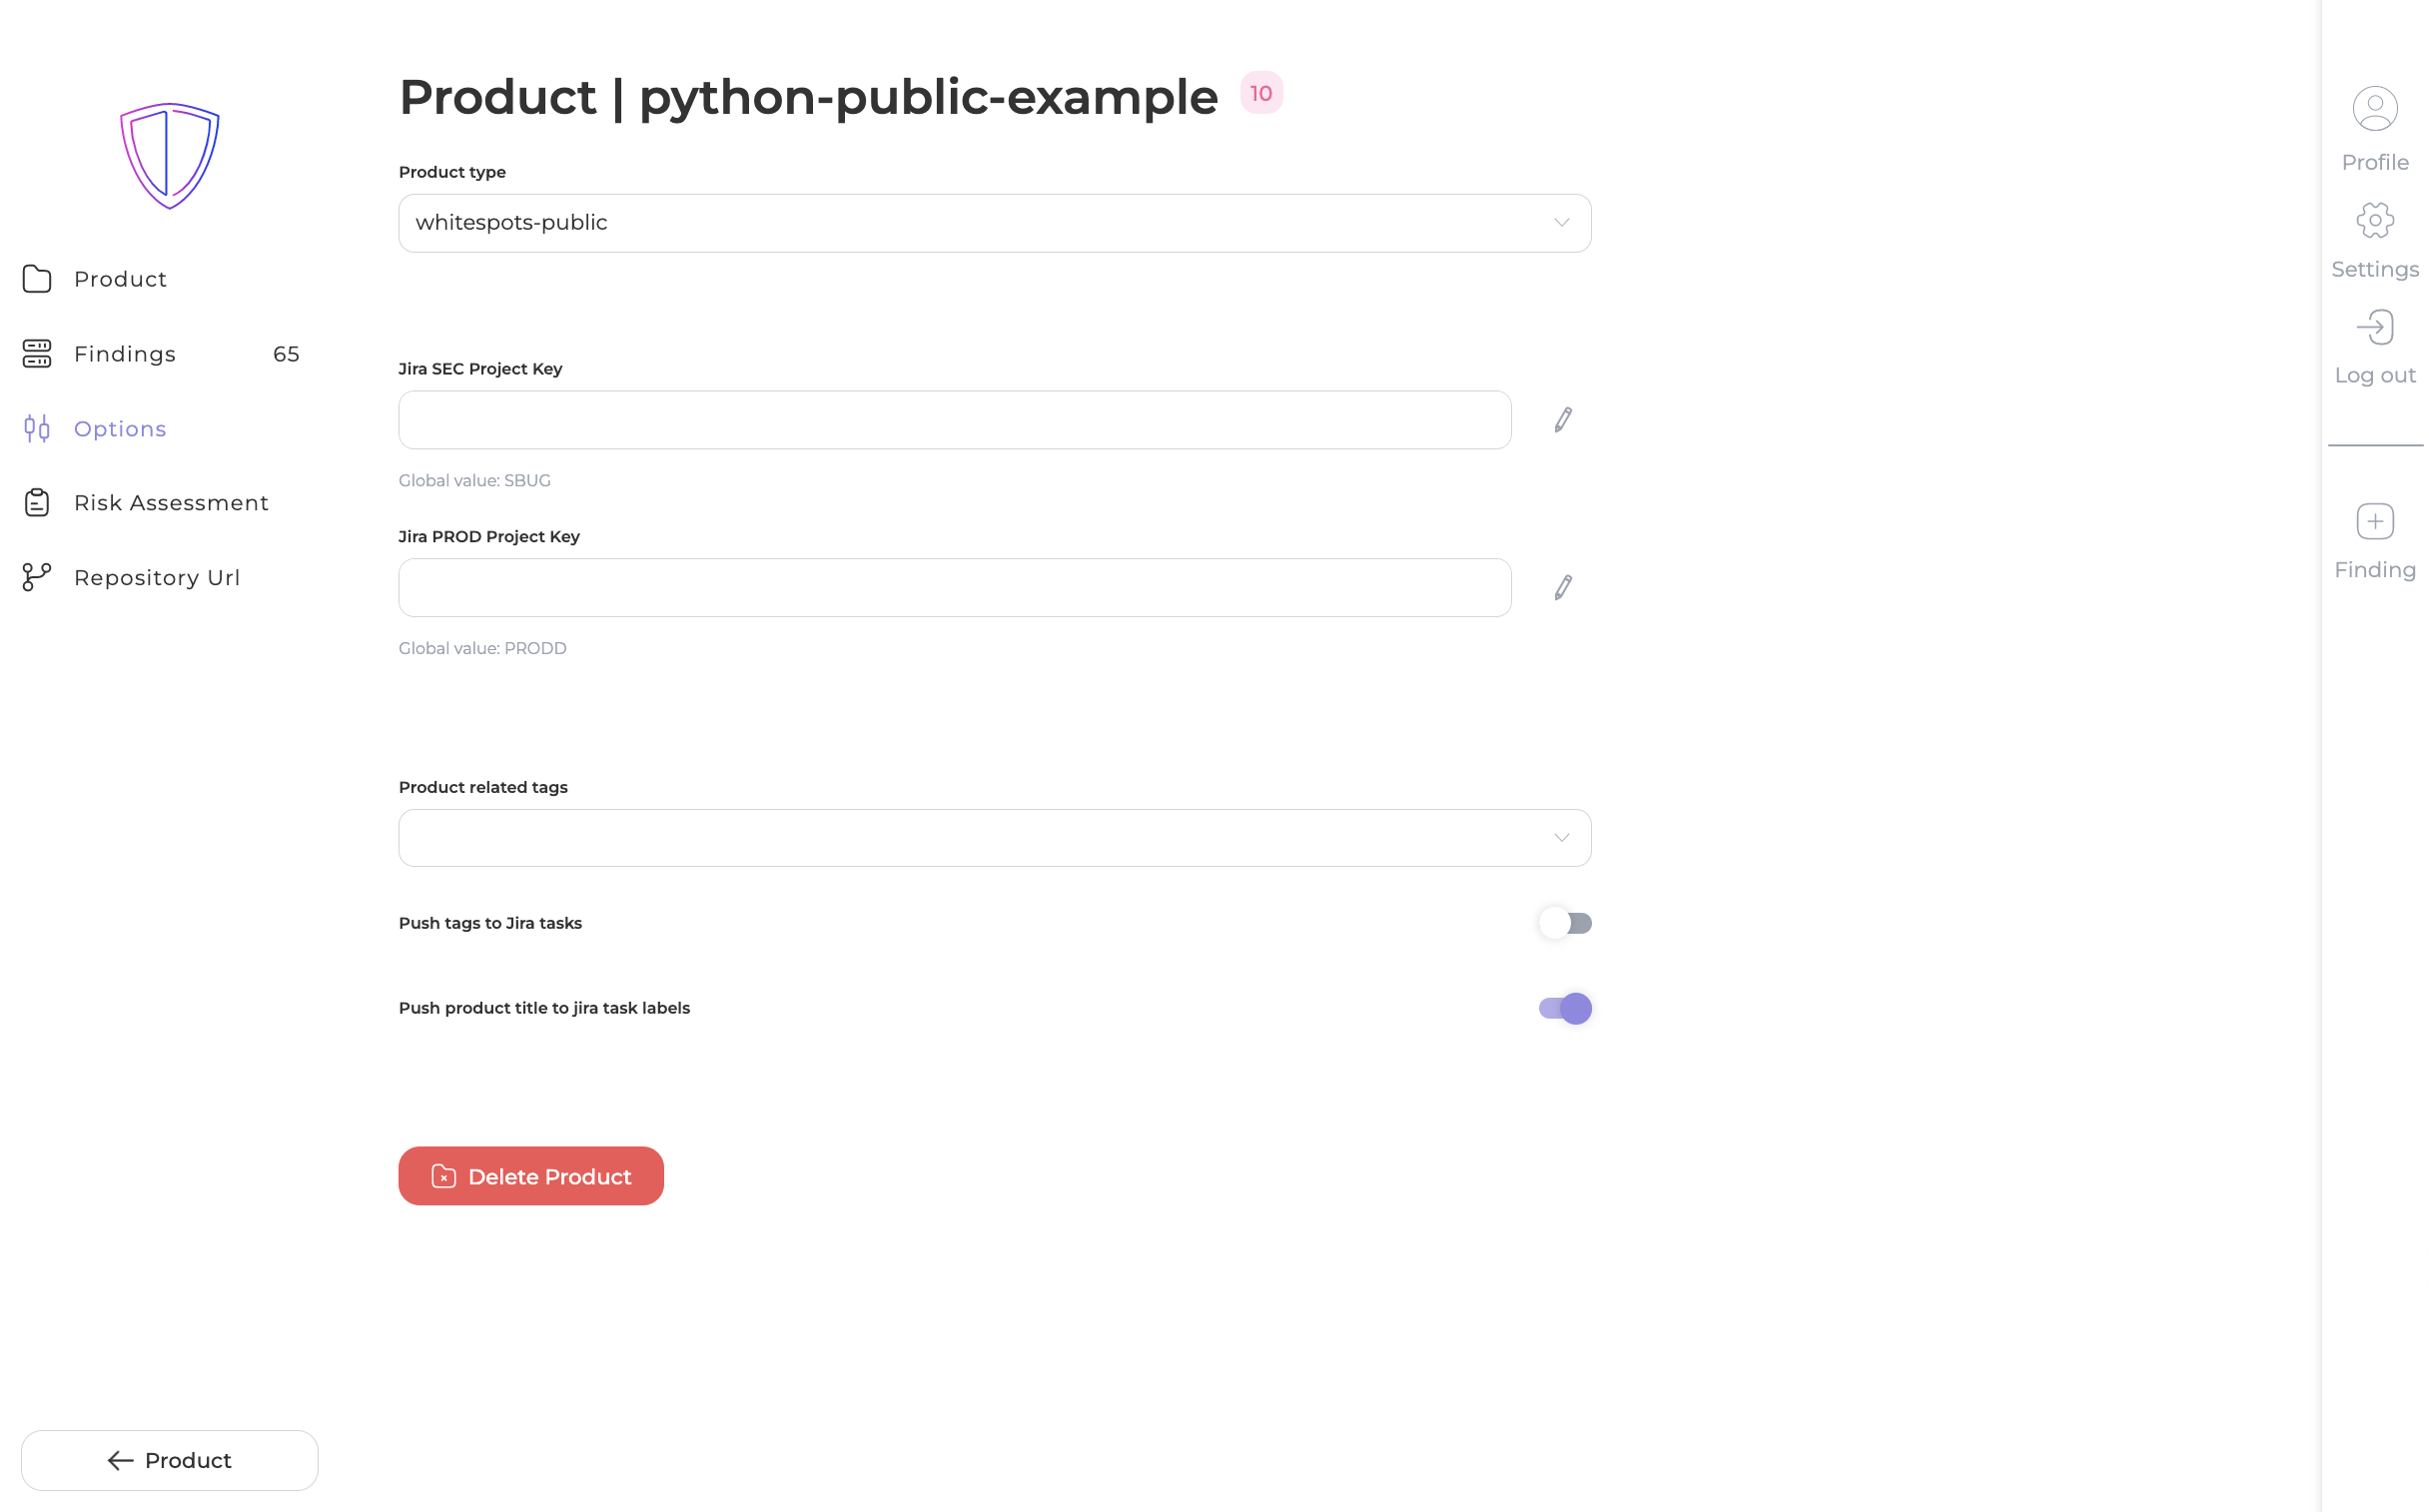 Product | python-public-example 10
Product type
whitespots-public
Jira SEC Project Key
Global value: SBUG
Jira PROD Project Key
Global value: PRODD
Product related tags
Push tags to Jira tasks
Push product title to jira task labels
Delete Product
Product
Findings 65
Options
Risk Assessment
Repository Url
Product
Profile
Settings
Log out
Finding